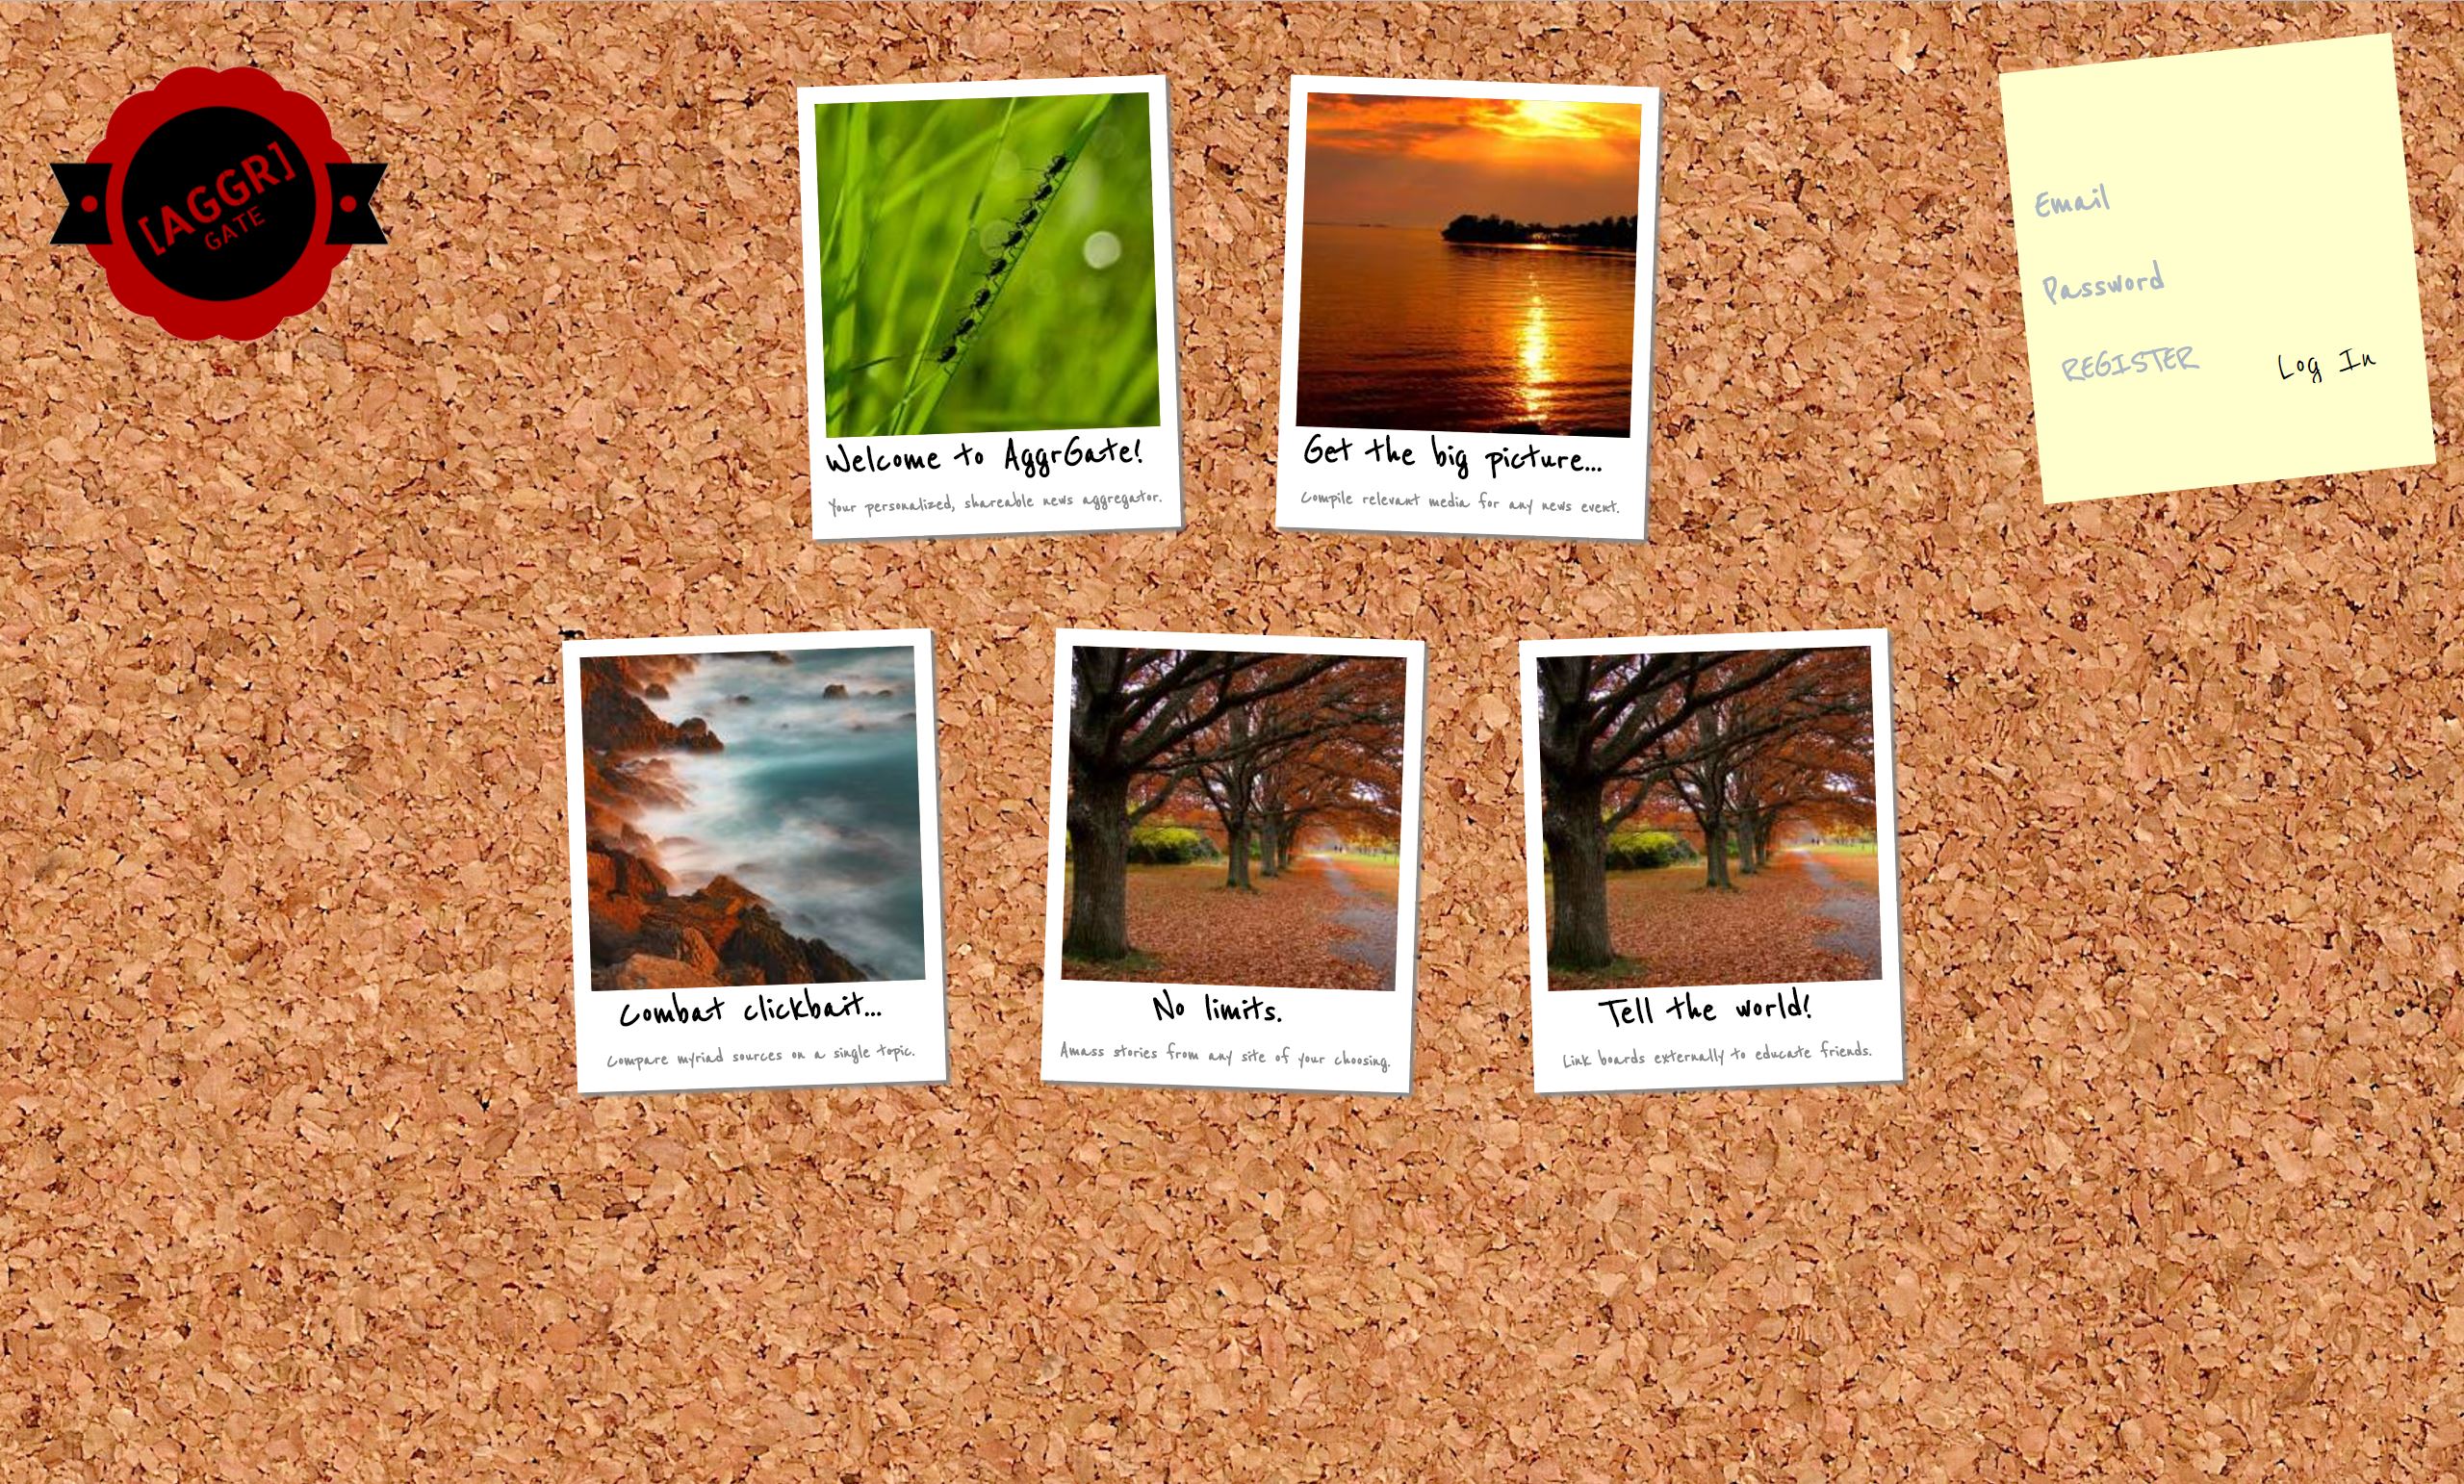 [AGGR]
GATE
Welcome to AggrGate!
Your personalized, shareable news aggregator.
Get the big picture...
Compile relevant media for any news event.
Email
Password
REGISTER
Log In
Combat clickbait...
Compare myriad sources on a single topic.
No limits.
Amass stories from any site of your choosing.
Tell the world!
Link boards externally to educate friends.